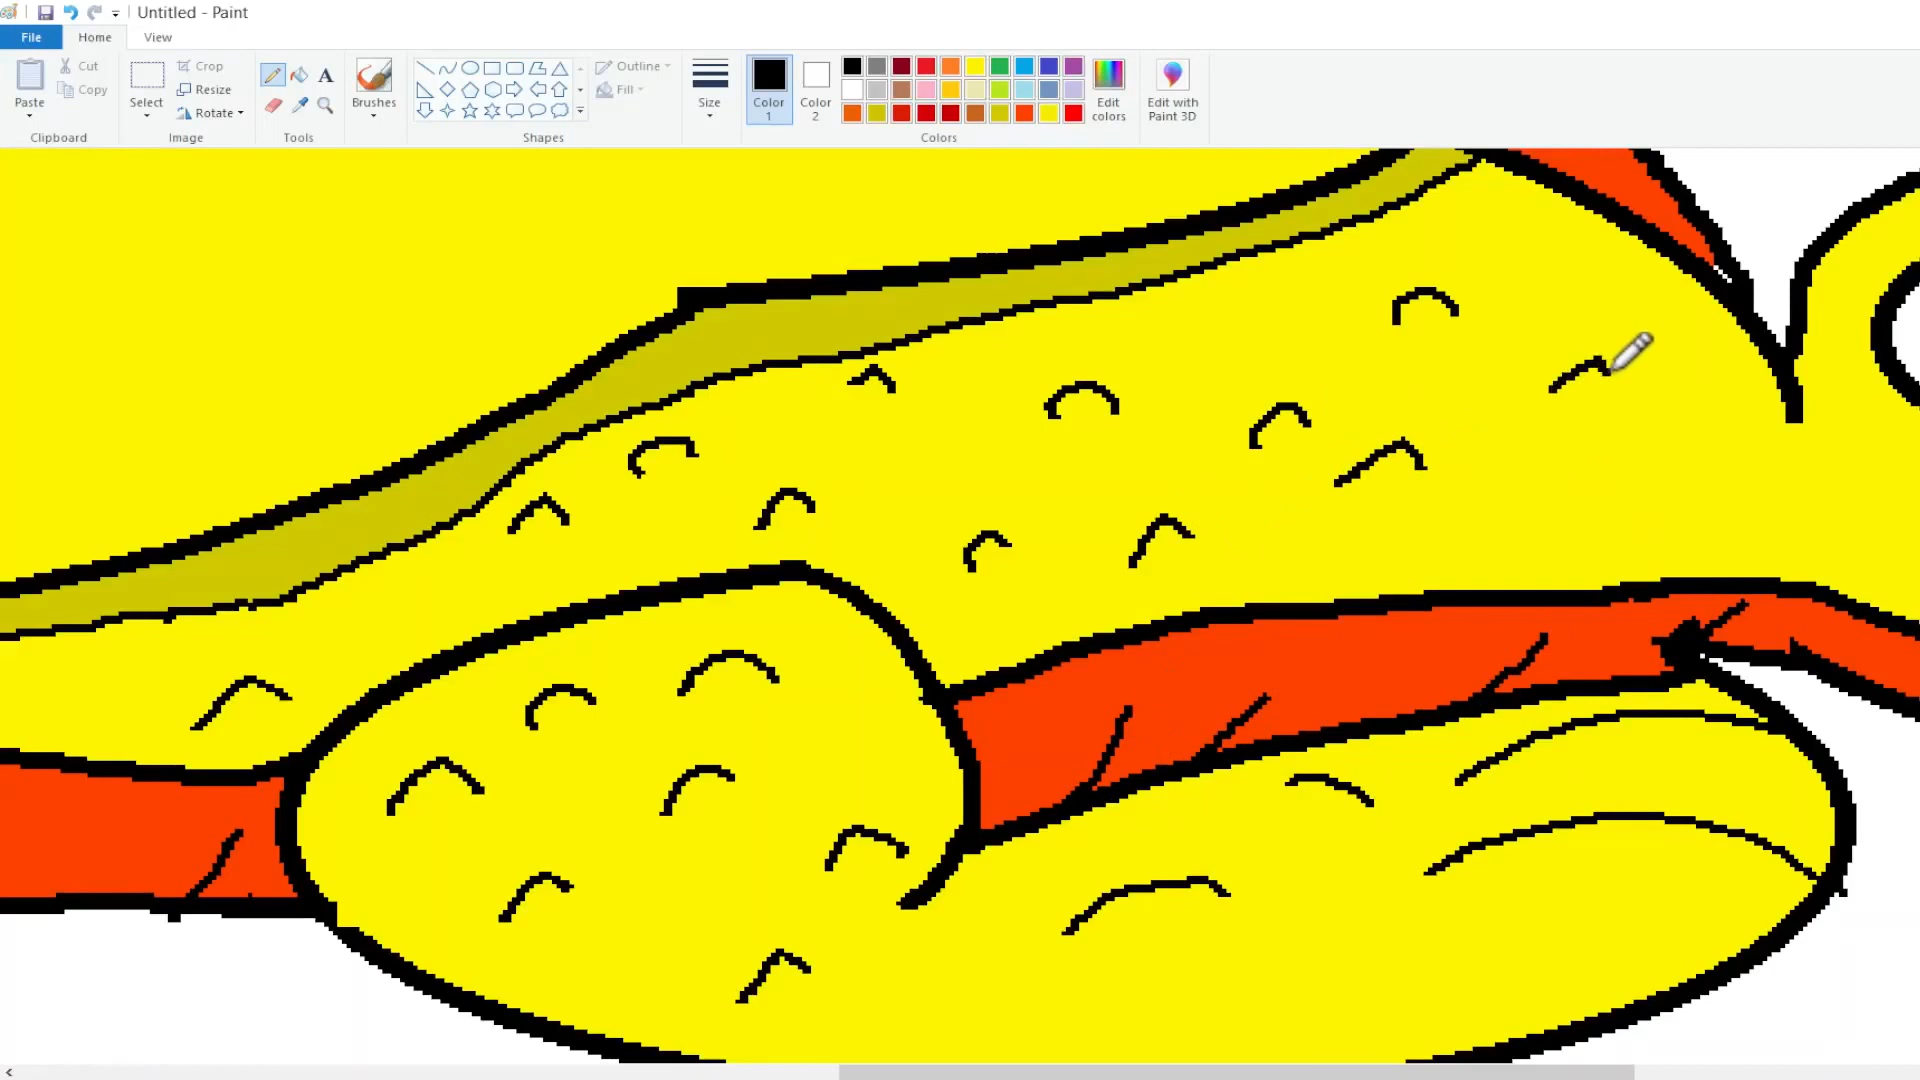 Untitled - Paint
File Home View
Paste
Cut
Copy
Clipboard
Select
Crop
Resize
Rotate
Image
A
Tools
Brushes
Outline
Fill
Shapes
Size
Color 1
Color 2
Edit colors
Colors
Edit with Paint 3D